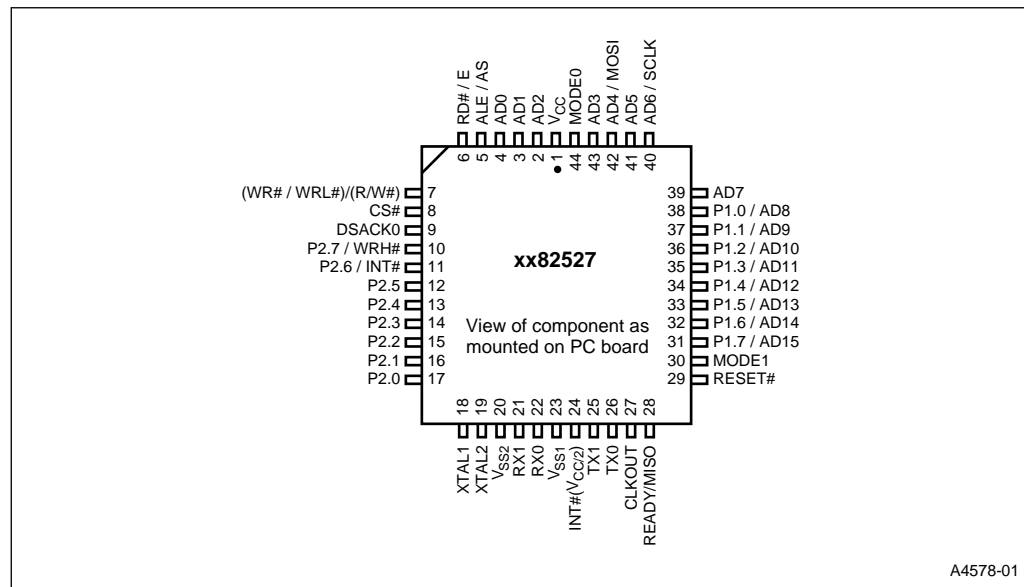 RD# / E
ALE / AS
AD0
AD1
AD2
VCC
MODE0
AD3
AD4 / MOSI
AD5
AD6 / SCLK
6
5
4
3
2
1
44
43
42
41
40
(WR# / WRL#)/(R/W#) 7
CS# 8
DSACK0 9
P2.7 / WRH# 10
P2.6 / INT# 11
P2.5 12
P2.4 13
P2.3 14
P2.2 15
P2.1 16
P2.0 17
xx82527
View of component as
mounted on PC board
39 AD7
38 P1.0 / AD8
37 P1.1 / AD9
36 P1.2 / AD10
35 P1.3 / AD11
34 P1.4 / AD12
33 P1.5 / AD13
32 P1.6 / AD14
31 P1.7 / AD15
30 MODE1
29 RESET#
18
19
20
21
22
23
24
25
26
27
28
XTAL1
XTAL2
VSS2
RX1
RX0
VSS1
INT#(VCC/2)
TX1
TX0
CLKOUT
READY/MISO
A4578-01